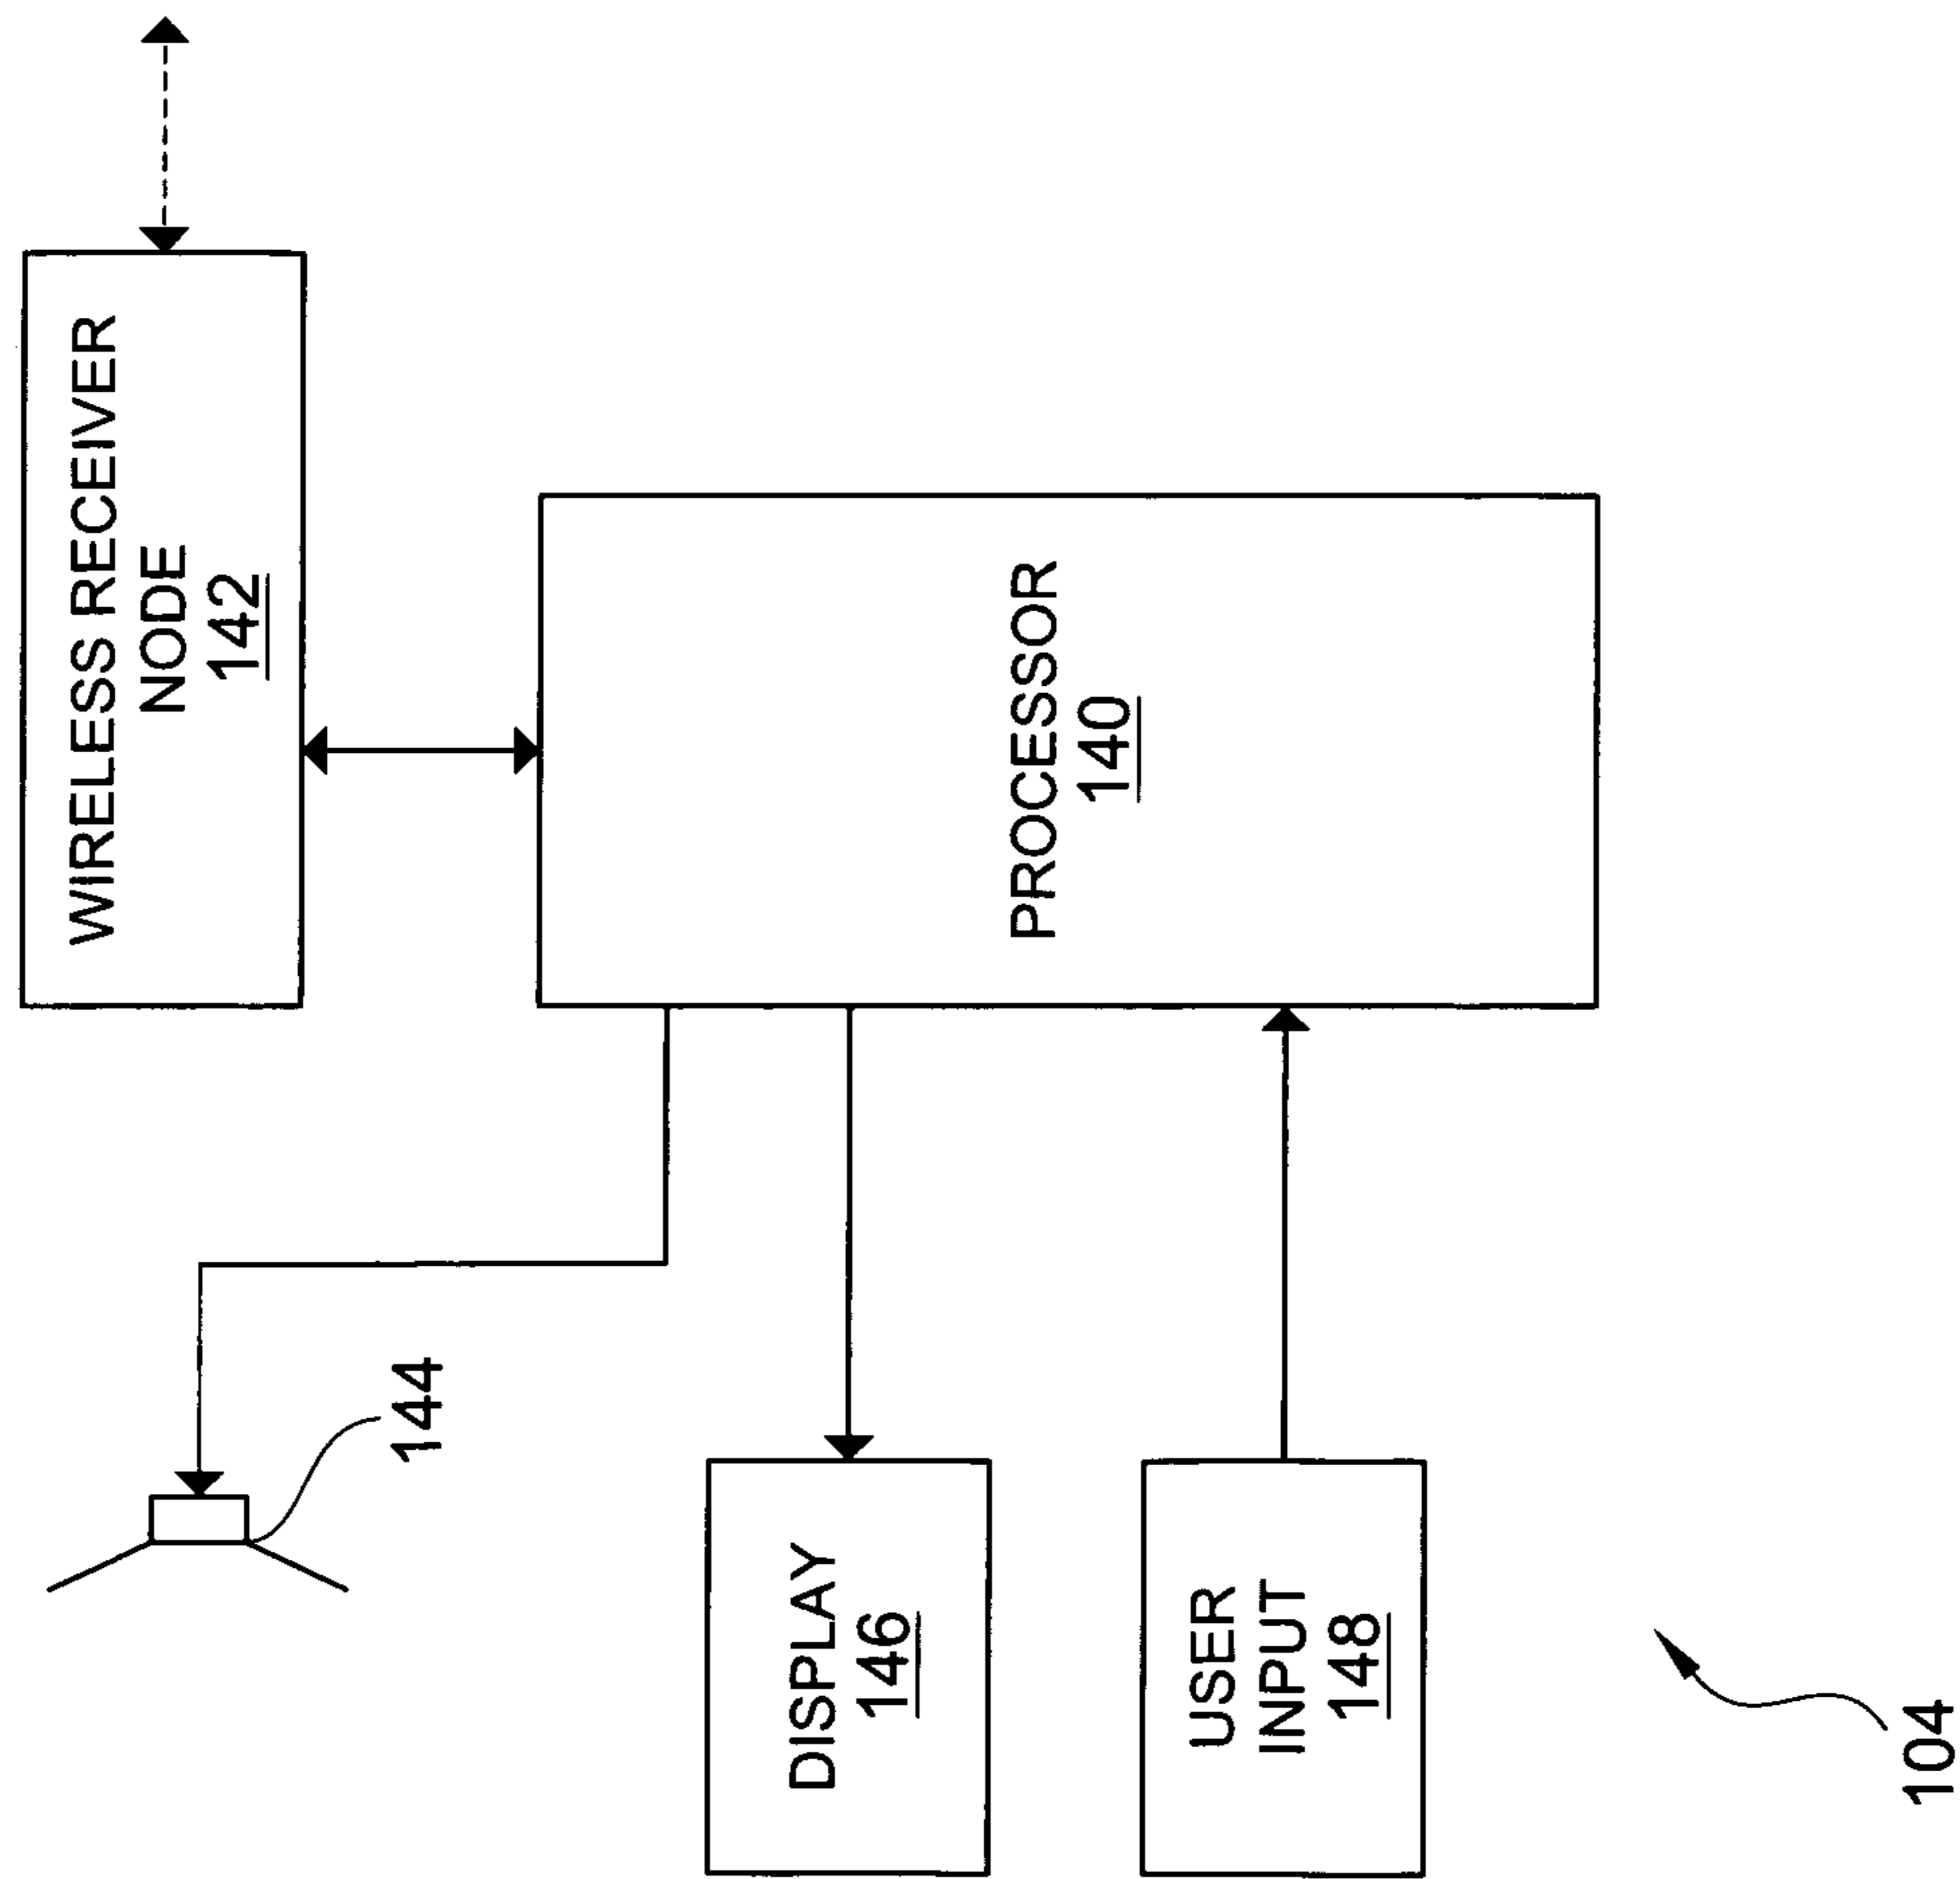 WIRELESS RECEIVER
NODE
142
PROCESSOR
140
144
DISPLAY
146
USER
INPUT
148
104